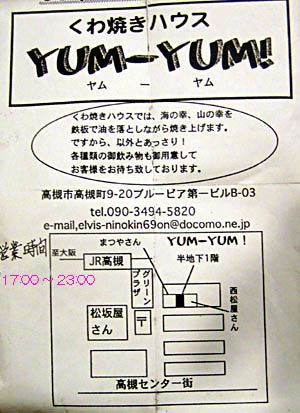 くわ焼きハウス
YUM-YUM!
ヤム ー ヤム
くわ焼きハウスでは、海の幸、山の幸を
鉄板で油を落としながら焼き上げます。
ですから、以外とあっさり!
各種類の御飲み物も御用意して
お客様をお待ち致しております。
高槻市高槻町9-20ブルーピア第一ビルB-03
tel.090-3494-5820
e-mail,elvis-ninokin69on@docomo.ne.jp
営業時間
17:00～23:00
至大阪
まつやさん
YUM-YUM!
半地下1階
JR高槻
グリーンプラザ
西松屋さん
松坂屋さん
〒
高槻センター街